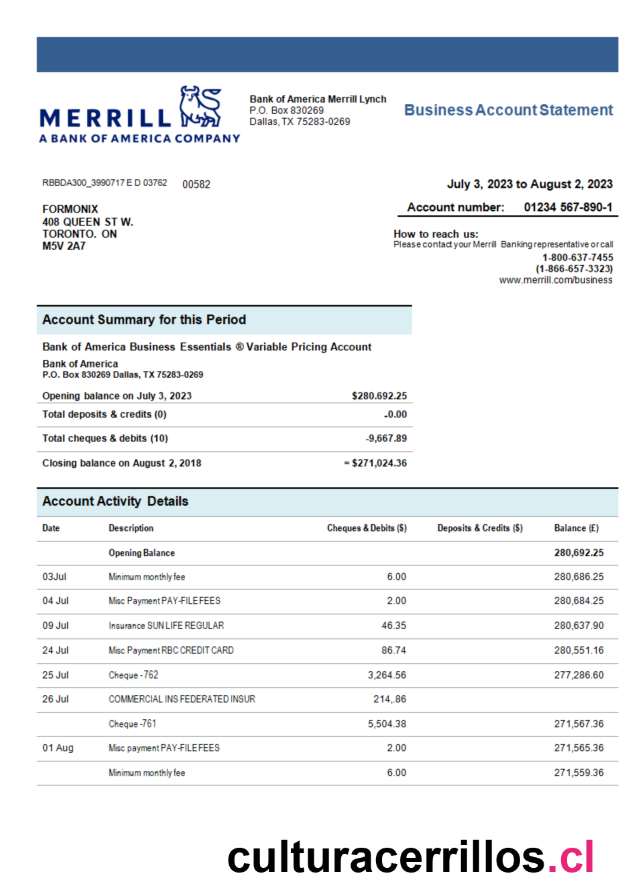 MERRILL
A BANK OF AMERICA COMPANY
Bank of America Merrill Lynch
P.O. Box 830269
Dallas, TX 75283-0269
Business Account Statement
RBBDA300_3990717 E D 03762 00582
July 3, 2023 to August 2, 2023
FORMONIX
408 QUEEN ST W.
TORONTO. ON
M5V 2A7
Account number: 01234 567-890-1
How to reach us:
Please contact your Merrill Banking representative or call
1-800-637-7455
(1-866-657-3323)
www.merrill.com/business
Account Summary for this Period
Bank of America Business Essentials ® Variable Pricing Account
Bank of America
P.O. Box 830269 Dallas, TX 75283-0269
Opening balance on July 3, 2023 $280.692.25
Total deposits & credits (0) -0.00
Total cheques & debits (10) -9,667.89
Closing balance on August 2, 2018 = $271,024.36
Account Activity Details
Date Description Cheques & Debits ($) Deposits & Credits ($) Balance (£)
Opening Balance 280,692.25
03Jul Minimum monthly fee 6.00 280,686.25
04 Jul Misc Payment PAY-FILE FEES 2.00 280,684.25
09 Jul Insurance SUN LIFE REGULAR 46.35 280,637.90
24 Jul Misc Payment RBC CREDIT CARD 86.74 280,551.16
25 Jul Cheque -762 3,264.56 277,286.60
26 Jul COMMERCIAL INS FEDERATED INSUR 214,.86
Cheque -761 5,504.38 271,567.36
01 Aug Misc payment PAY-FILE FEES 2.00 271,565.36
Minimum monthly fee 6.00 271,559.36
culturacerrillos.cl